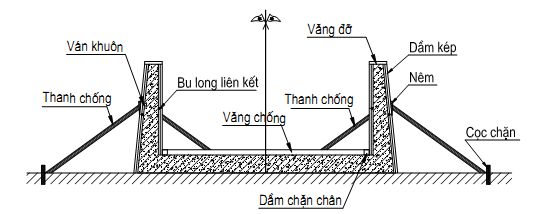 Văng đỡ
Ván khuôn
Dầm kép
Bu long liên kết
Nêm
Thanh chống
Thanh chống
Văng chống
Cọc chặn
Dầm chặn chân